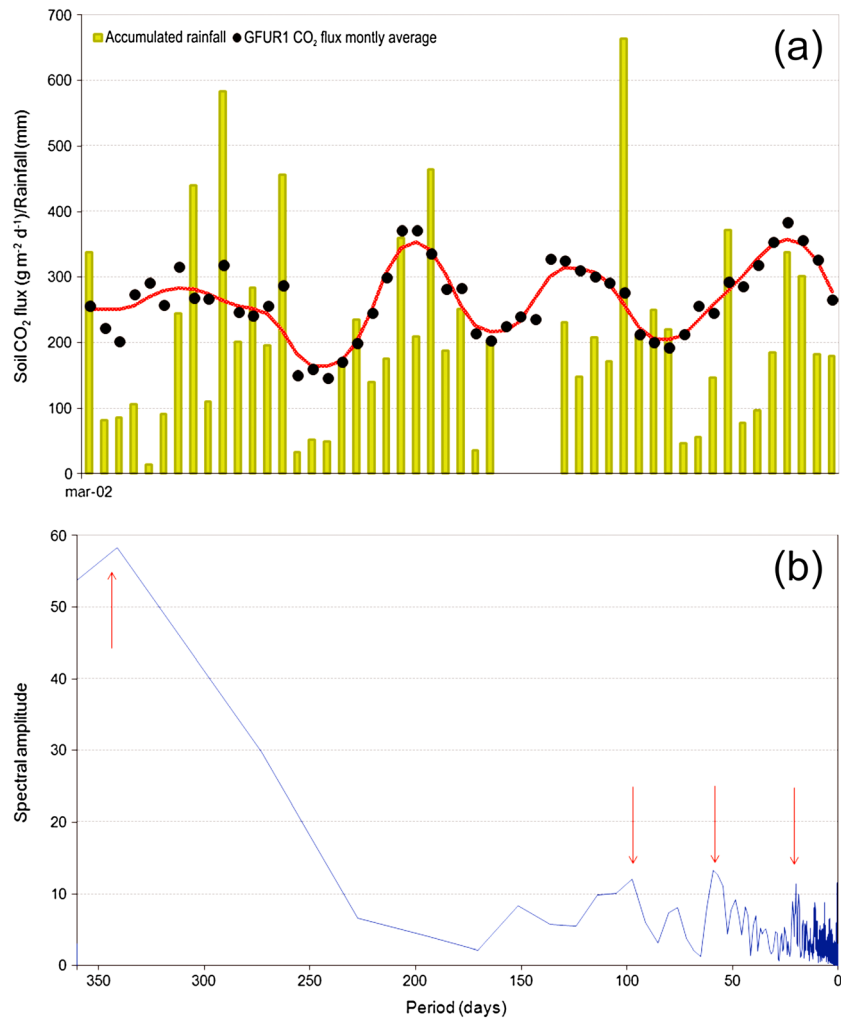 700
600
500
400
300
200
100
0
Soil CO₂ flux (g m⁻² d⁻¹)/Rainfall (mm)
Accumulated rainfall
GFUR1 CO₂ flux montly average
(a)
mar-02
60
50
40
30
20
10
0
Spectral amplitude
(b)
350 300 250 200 150 100 50 0
Period (days)